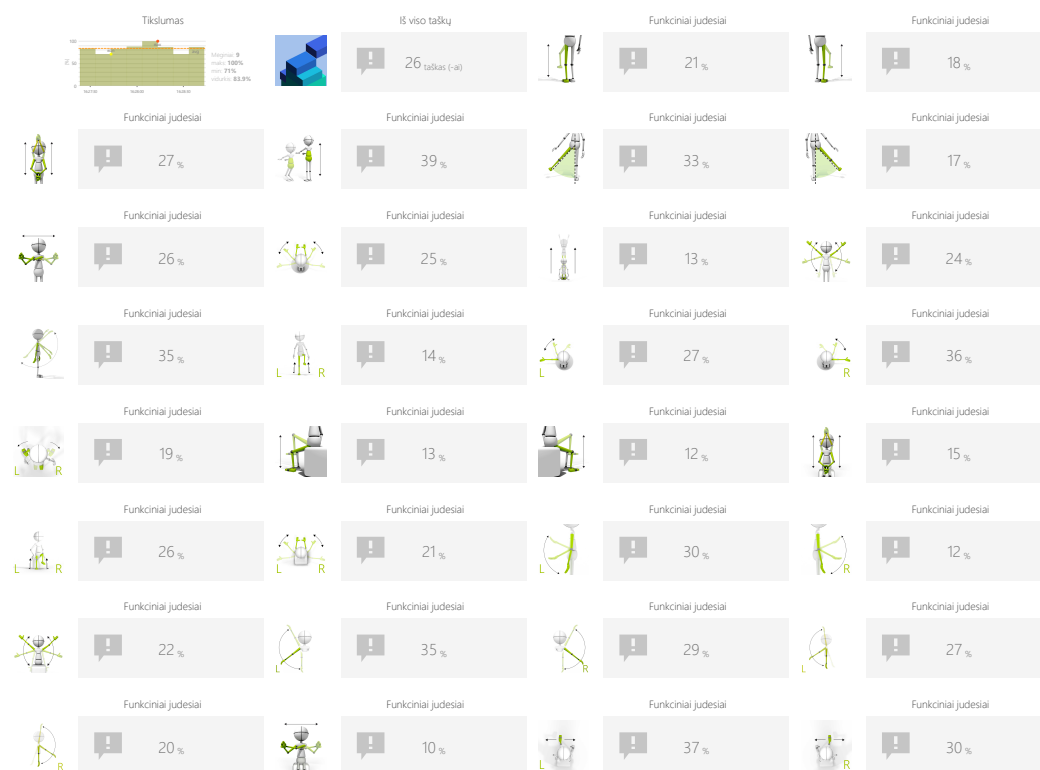 Tikslumas
Iš viso taškų
Funkciniai judesiai
Funkciniai judesiai
100
50
0
(%)
Mėginiai: 9
maks: 100%
min: 71%
vidurkis: 83.9%
26 taškas (-ai)
21 %
18 %
Funkciniai judesiai
Funkciniai judesiai
Funkciniai judesiai
Funkciniai judesiai
27 %
39 %
33 %
17 %
Funkciniai judesiai
Funkciniai judesiai
Funkciniai judesiai
Funkciniai judesiai
26 %
25 %
13 %
24 %
Funkciniai judesiai
Funkciniai judesiai
Funkciniai judesiai
Funkciniai judesiai
35 %
L R
14 %
L
27 %
R
36 %
Funkciniai judesiai
Funkciniai judesiai
Funkciniai judesiai
Funkciniai judesiai
L R
19 %
13 %
12 %
15 %
Funkciniai judesiai
Funkciniai judesiai
Funkciniai judesiai
Funkciniai judesiai
L R
26 %
L R
21 %
L
30 %
R
12 %
Funkciniai judesiai
Funkciniai judesiai
Funkciniai judesiai
Funkciniai judesiai
22 %
L
35 %
R
29 %
L
27 %
Funkciniai judesiai
Funkciniai judesiai
Funkciniai judesiai
Funkciniai judesiai
R
20 %
10 %
L
37 %
R
30 %